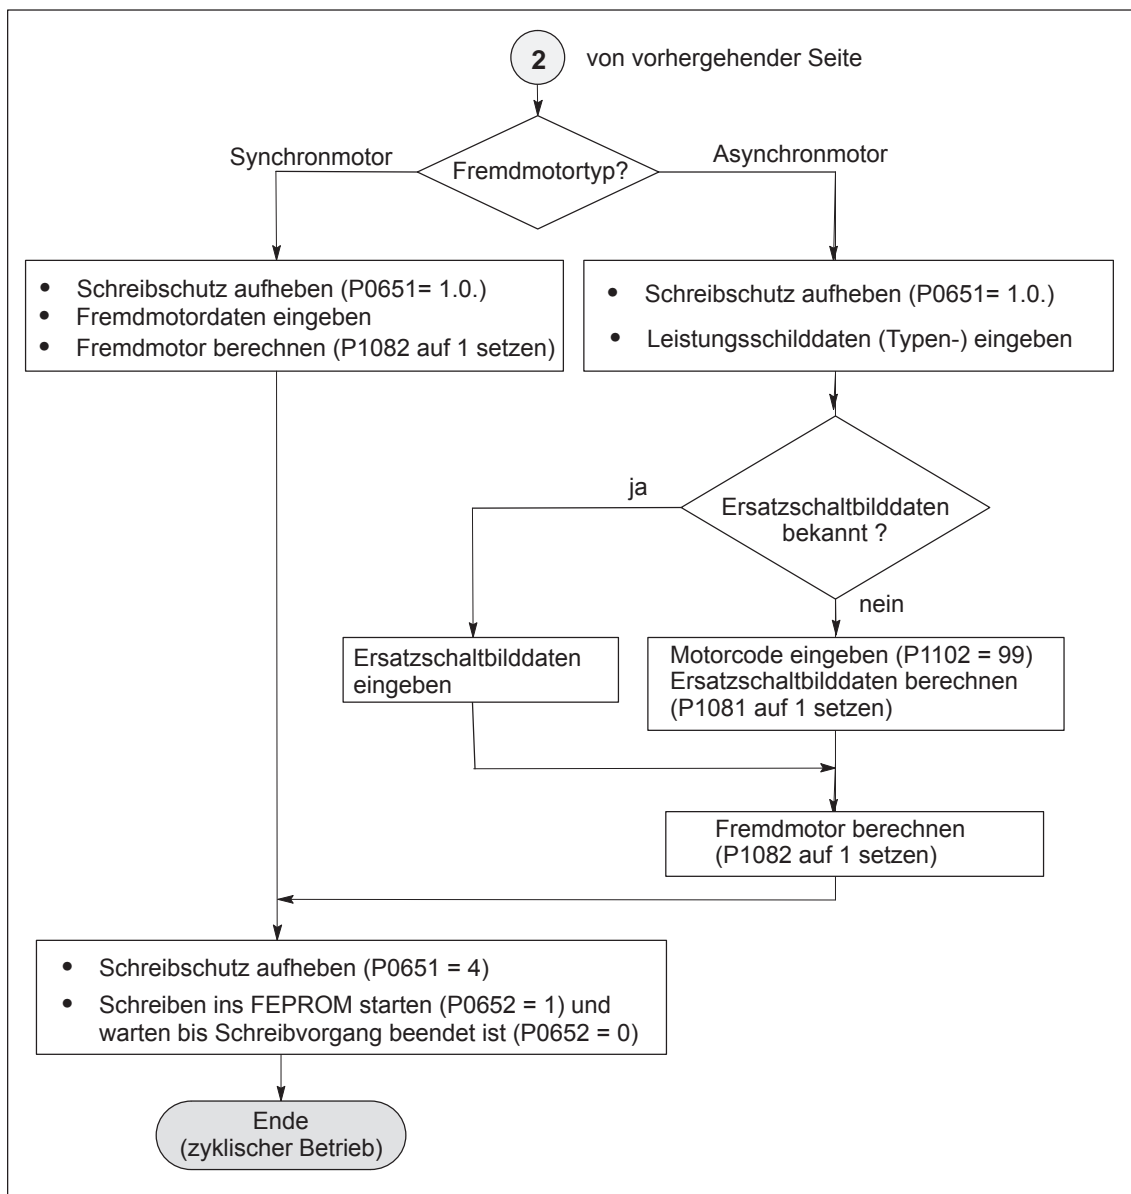 2 von vorhergehender Seite
Synchronmotor
Fremdmotortyp?
Asynchronmotor
• Schreibschutz aufheben (P0651= 1.0.)
• Fremdmotordaten eingeben
• Fremdmotor berechnen (P1082 auf 1 setzen)
• Schreibschutz aufheben (P0651= 1.0.)
• Leistungsschilddaten (Typen-) eingeben
ja
Ersatzschaltbilddaten
bekannt ?
nein
Ersatzschaltbilddaten
eingeben
Motorcode eingeben (P1102 = 99)
Ersatzschaltbilddaten berechnen
(P1081 auf 1 setzen)
Fremdmotor berechnen
(P1082 auf 1 setzen)
• Schreibschutz aufheben (P0651 = 4)
• Schreiben ins FEPROM starten (P0652 = 1) und
warten bis Schreibvorgang beendet ist (P0652 = 0)
Ende
(zyklischer Betrieb)